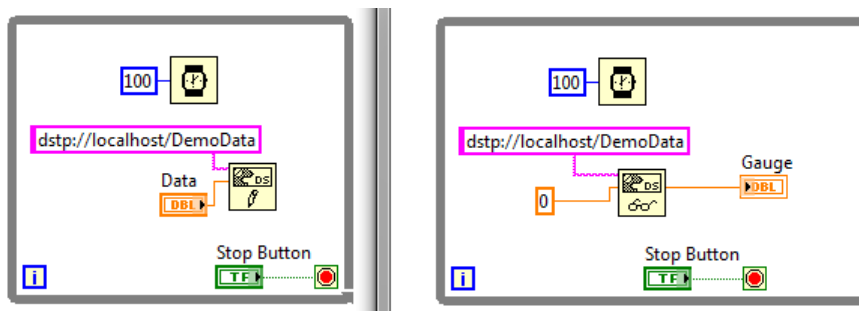 100
dstp://localhost/DemoData
DS
Data
DBL
Stop Button
TF
i
100
dstp://localhost/DemoData
Gauge
DS
DBL
0
Stop Button
TF
i